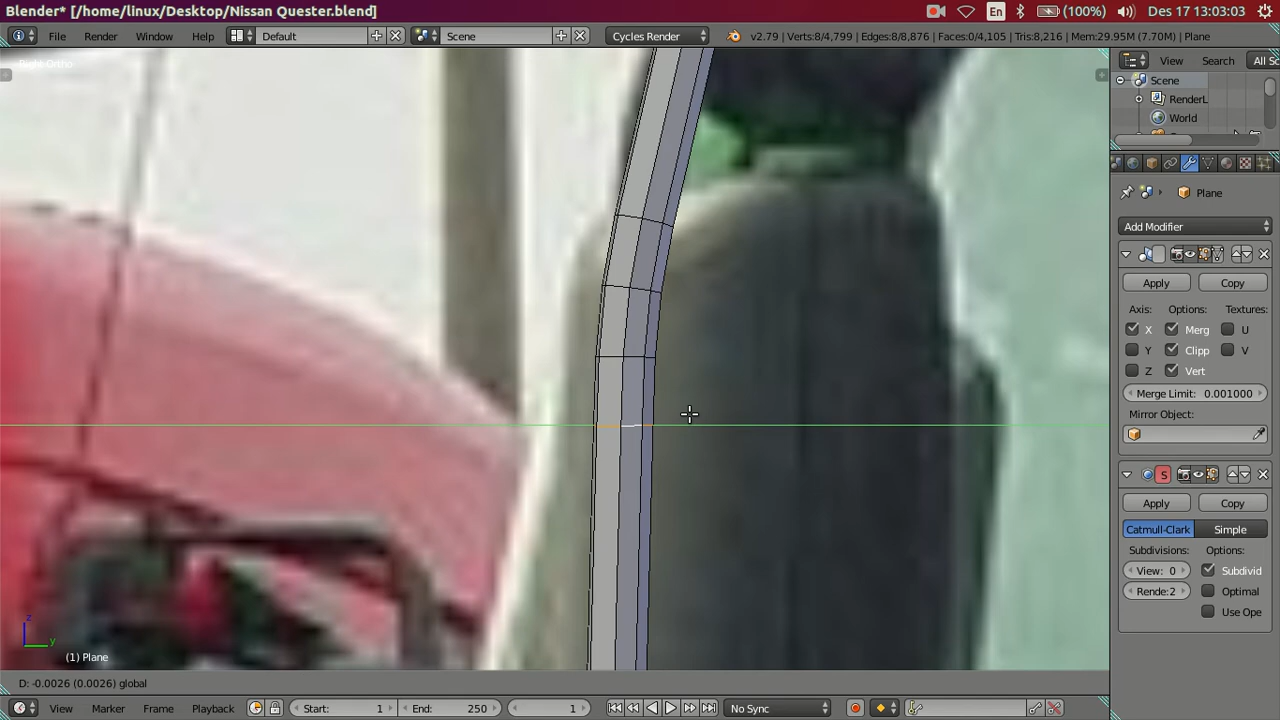 Blender* [/home/linux/Desktop/Nissan Quester.blend]
En
(100%)
Des 17 13:03:03
File Render Window Help
Default
Scene
Cycles Render
v2.79 | Verts:8/4,799 | Edges:8/8,876 | Faces:0/4,105 | Tris:8,216 | Mem:29.95M (7.70M) | Plane
Right Ortho
View Search All Sc
Scene
RenderL
World
Plane
Add Modifier
Apply Copy
Axis: Options: Textures:
X Merg U
Y Clipp V
Z Vert
Merge Limit: 0.001000
Mirror Object:
S
Apply Copy
Catmull-Clark Simple
Subdivisions: Options:
View: 0 Subdivid
Rende:2 Optimal
Use Ope
z
y
(1) Plane
D: -0.0026 (0.0026) global
View Marker Frame Playback
Start: 1
End: 250
1
No Sync